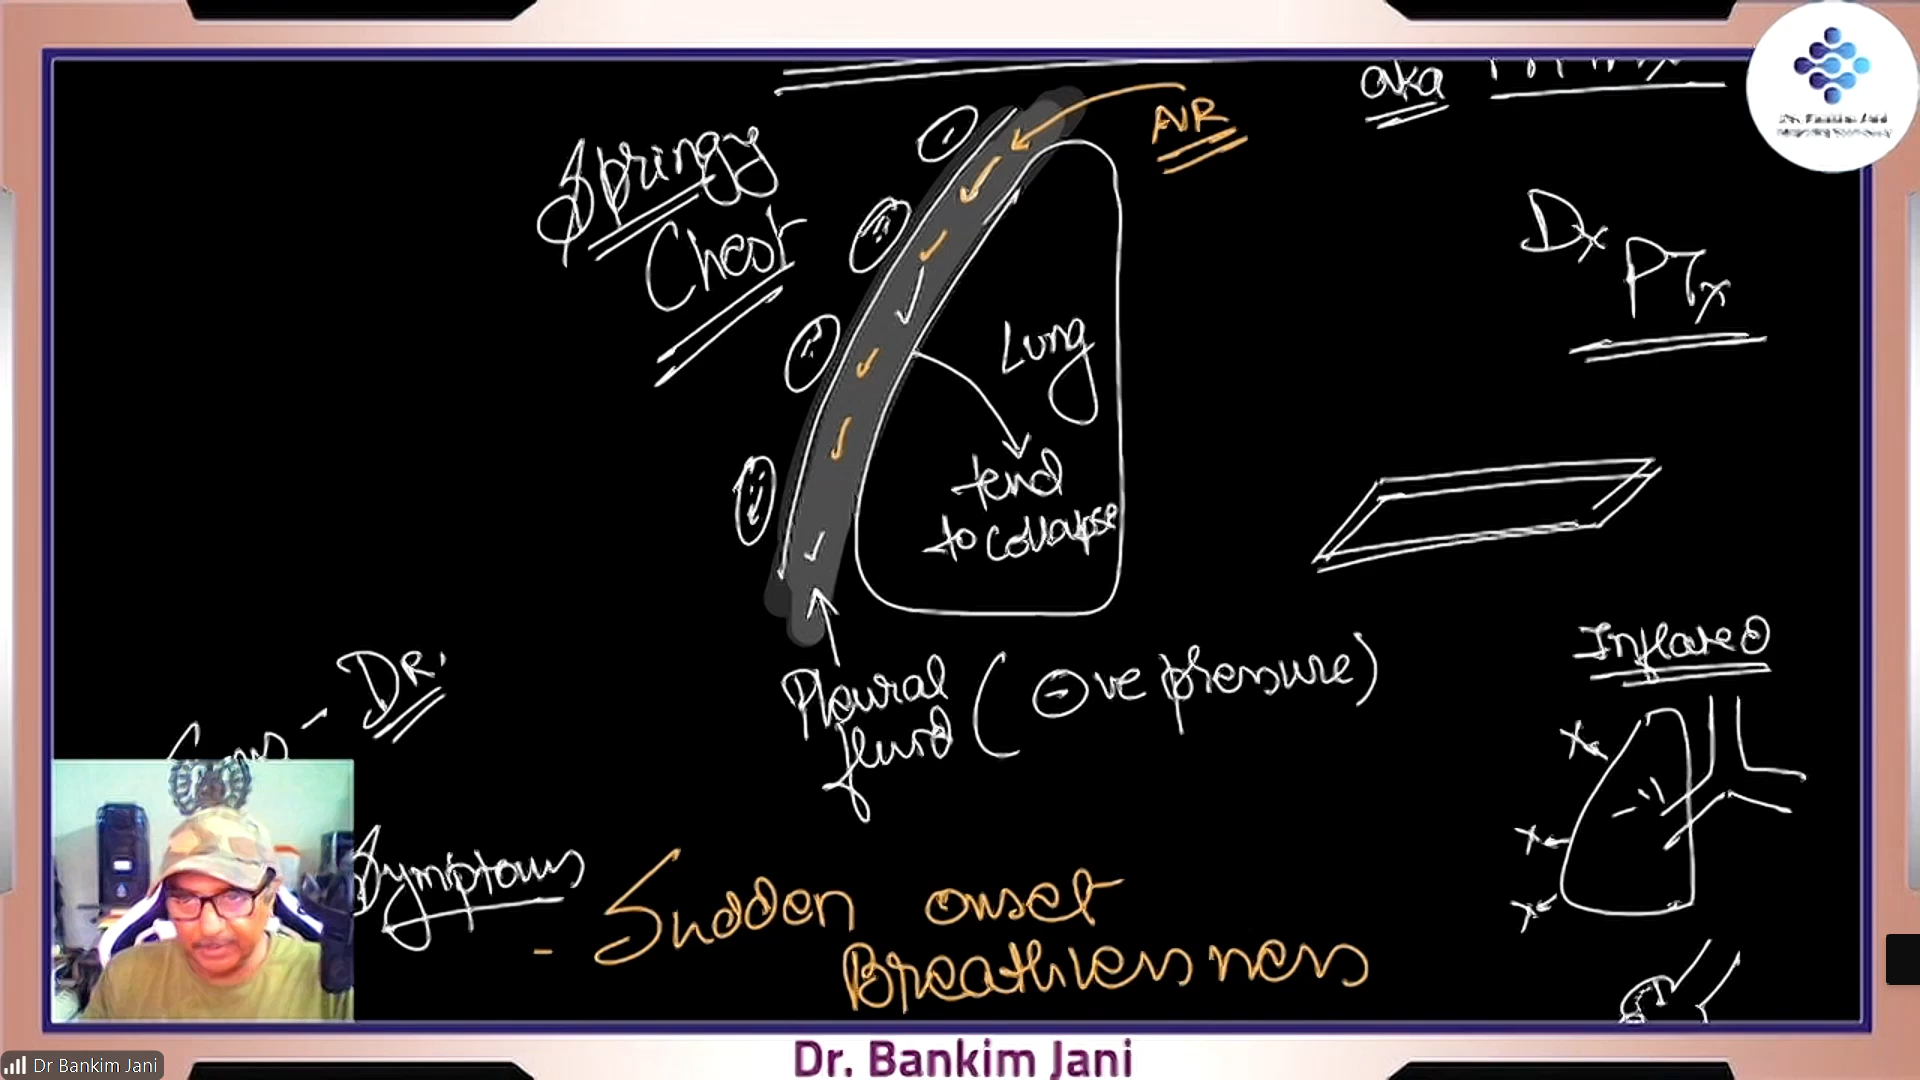 aka
AIR
Springy
Chest
Dx
PTx
Lung
tend
to collapse
Inflated
DR.
Pleural
fluid (⊖ve pressure)
Symptoms
- Sudden onset
Breathlessness
Dr. Bankim Jani
Dr Bankim Jani